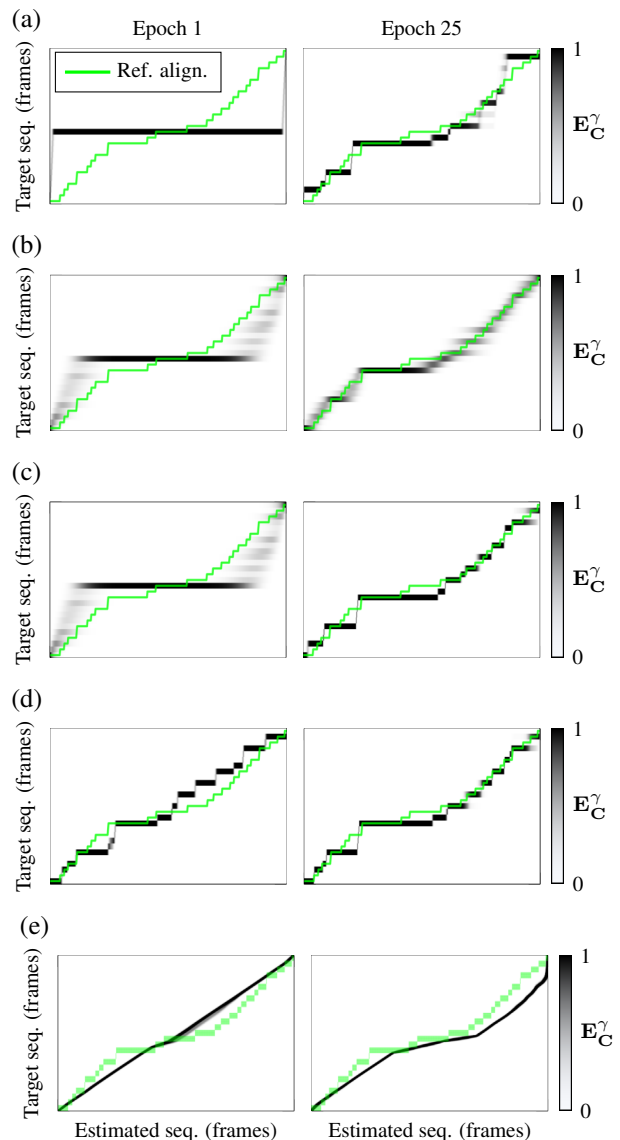 (a)
Epoch 1
Epoch 25
Target seq. (frames)
Ref. align.
1
0
E_C^γ
(b)
Target seq. (frames)
1
0
E_C^γ
(c)
Target seq. (frames)
1
0
E_C^γ
(d)
Target seq. (frames)
1
0
E_C^γ
(e)
Target seq. (frames)
1
0
E_C^γ
Estimated seq. (frames)
Estimated seq. (frames)